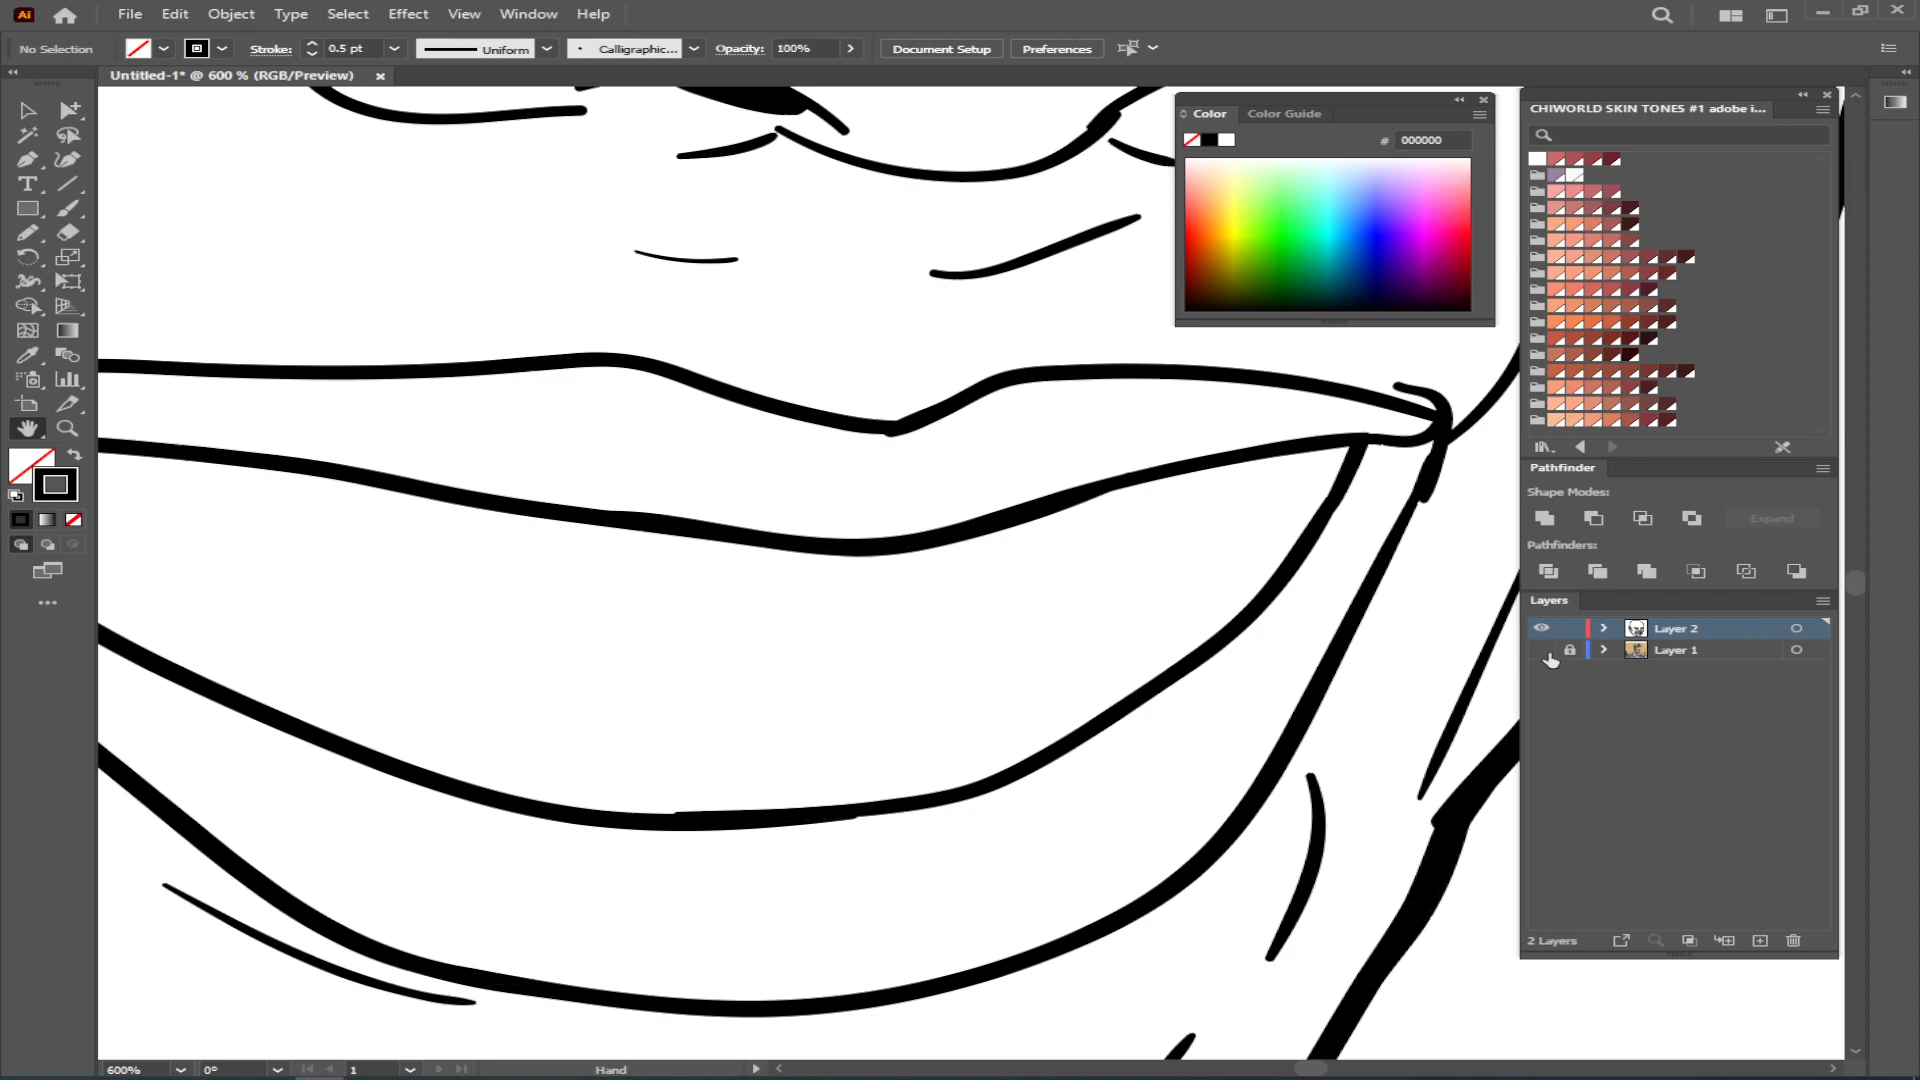 Ai File Edit Object Type Select Effect View Window Help
No Selection Stroke: 0.5 pt Uniform Calligraphic... Opacity: 100% Document Setup Preferences
Untitled-1* @ 600 % (RGB/Preview)
CHIWORLD SKIN TONES #1 adobe i...
Color Color Guide
# 000000
Pathfinder
Shape Modes:
Expand
Pathfinders:
Layers
Layer 2
Layer 1
2 Layers
600% 0° 1 Hand